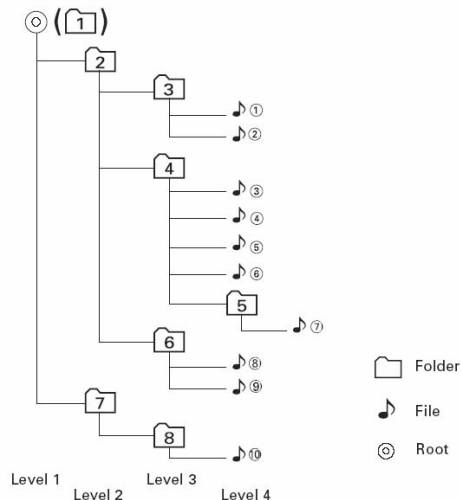 (1)
2
3
①
②
4
③
④
⑤
⑥
5
⑦
6
⑧
⑨
7
8
⑩
Folder
File
Root
Level 1
Level 2
Level 3
Level 4